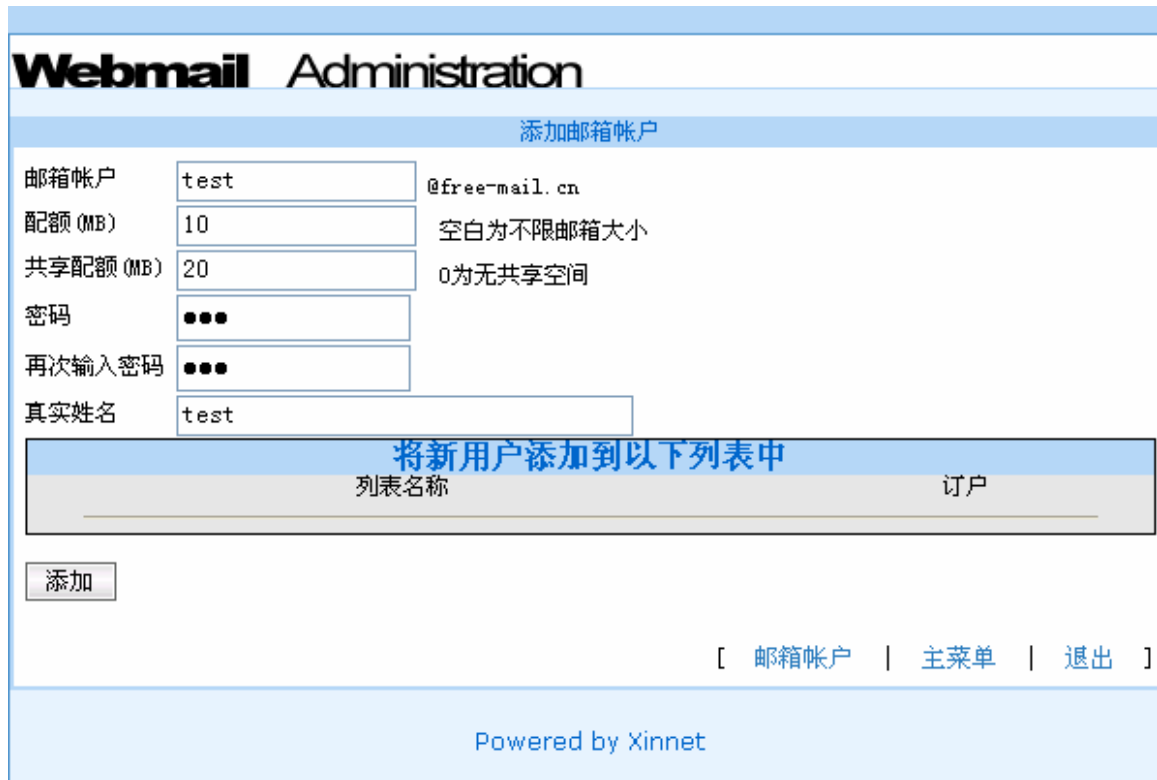 Webmail Administration
添加邮箱帐户
邮箱帐户 test @free-mail.cn
配额(MB) 10 空白为不限邮箱大小
共享配额(MB) 20 0为无共享空间
密码 ●●●
再次输入密码 ●●●
真实姓名 test
将新用户添加到以下列表中
列表名称 订户
添加
[ 邮箱帐户 | 主菜单 | 退出 ]
Powered by Xinnet